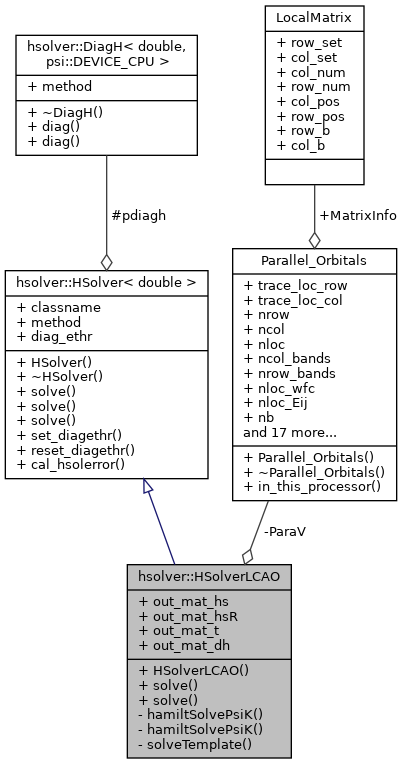 LocalMatrix
+ row_set
+ col_set
+ col_num
+ row_num
+ col_pos
+ row_pos
+ row_b
+ col_b
hsolver::DiagH< double,
psi::DEVICE_CPU >
+ method
+ ~DiagH()
+ diag()
+ diag()
#pdiagh
+MatrixInfo
hsolver::HSolver< double >
+ classname
+ method
+ diag_ethr
+ HSolver()
+ ~HSolver()
+ solve()
+ solve()
+ solve()
+ set_diagethr()
+ reset_diagethr()
+ cal_hsolerror()
Parallel_Orbitals
+ trace_loc_row
+ trace_loc_col
+ nrow
+ ncol
+ nloc
+ ncol_bands
+ nrow_bands
+ nloc_wfc
+ nloc_Eij
+ nb
and 17 more...
+ Parallel_Orbitals()
+ ~Parallel_Orbitals()
+ in_this_processor()
-ParaV
hsolver::HSolverLCAO
+ out_mat_hs
+ out_mat_hsR
+ out_mat_t
+ out_mat_dh
+ HSolverLCAO()
+ solve()
+ solve()
- hamiltSolvePsiK()
- hamiltSolvePsiK()
- solveTemplate()